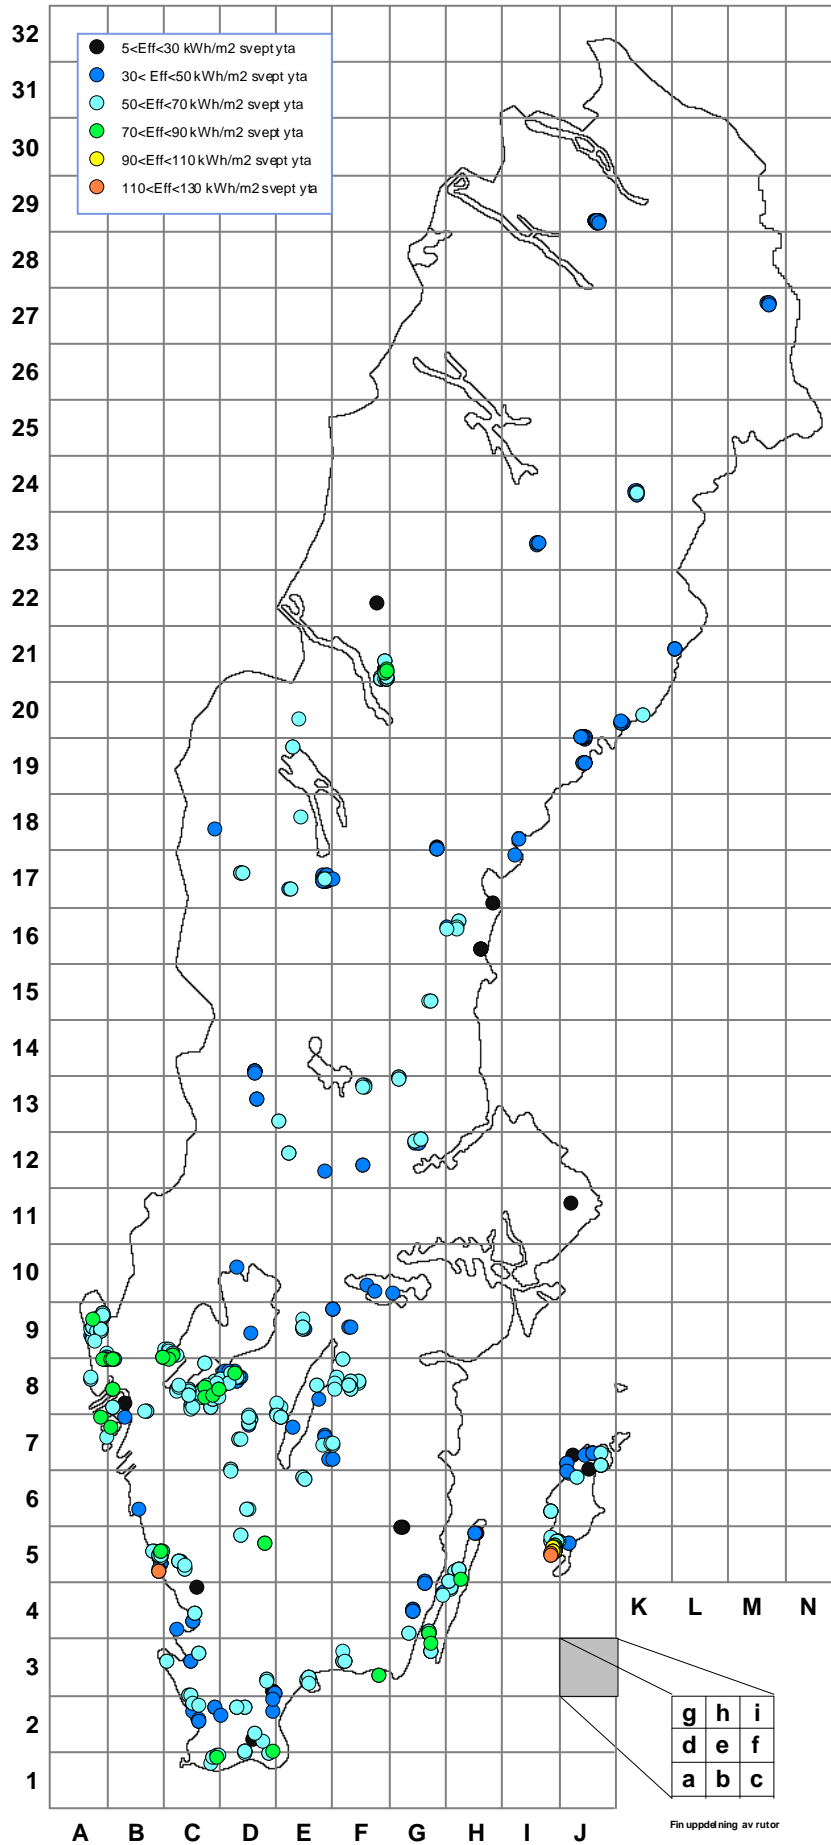 32
5<Eff<30 kWh/m2 svept yta
30< Eff<50 kWh/m2 svept yta
31
50<Eff<70 kWh/m2 svept yta
70<Eff<90 kWh/m2 svept yta
30
90<Eff<110 kWh/m2 svept yta
110<Eff<130 kWh/m2 svept yta
29
28
27
26
25
24
23
22
21
20
19
18
17
16
15
14
13
12
11
10
9
8
7
6
5
4
K L M N
3
g h i
2
d e f
a b c
1
Fin uppdelning av rutor
A B C D E F G H I J